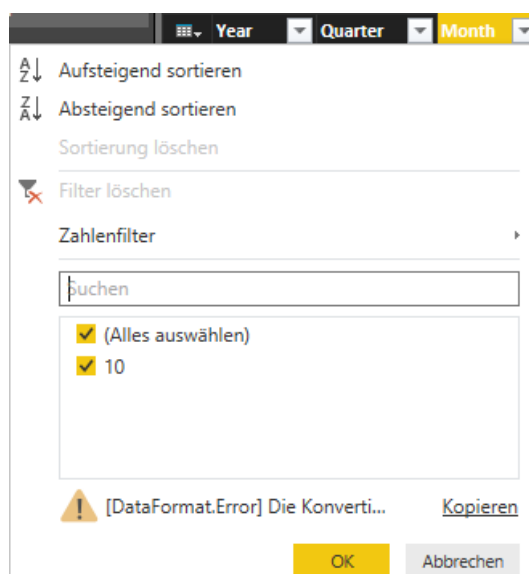 Year Quarter Month
Aufsteigend sortieren
Absteigend sortieren
Sortierung löschen
Filter löschen
Zahlenfilter
Suchen
(Alles auswählen)
10
[DataFormat.Error] Die Konverti... Kopieren
OK Abbrechen